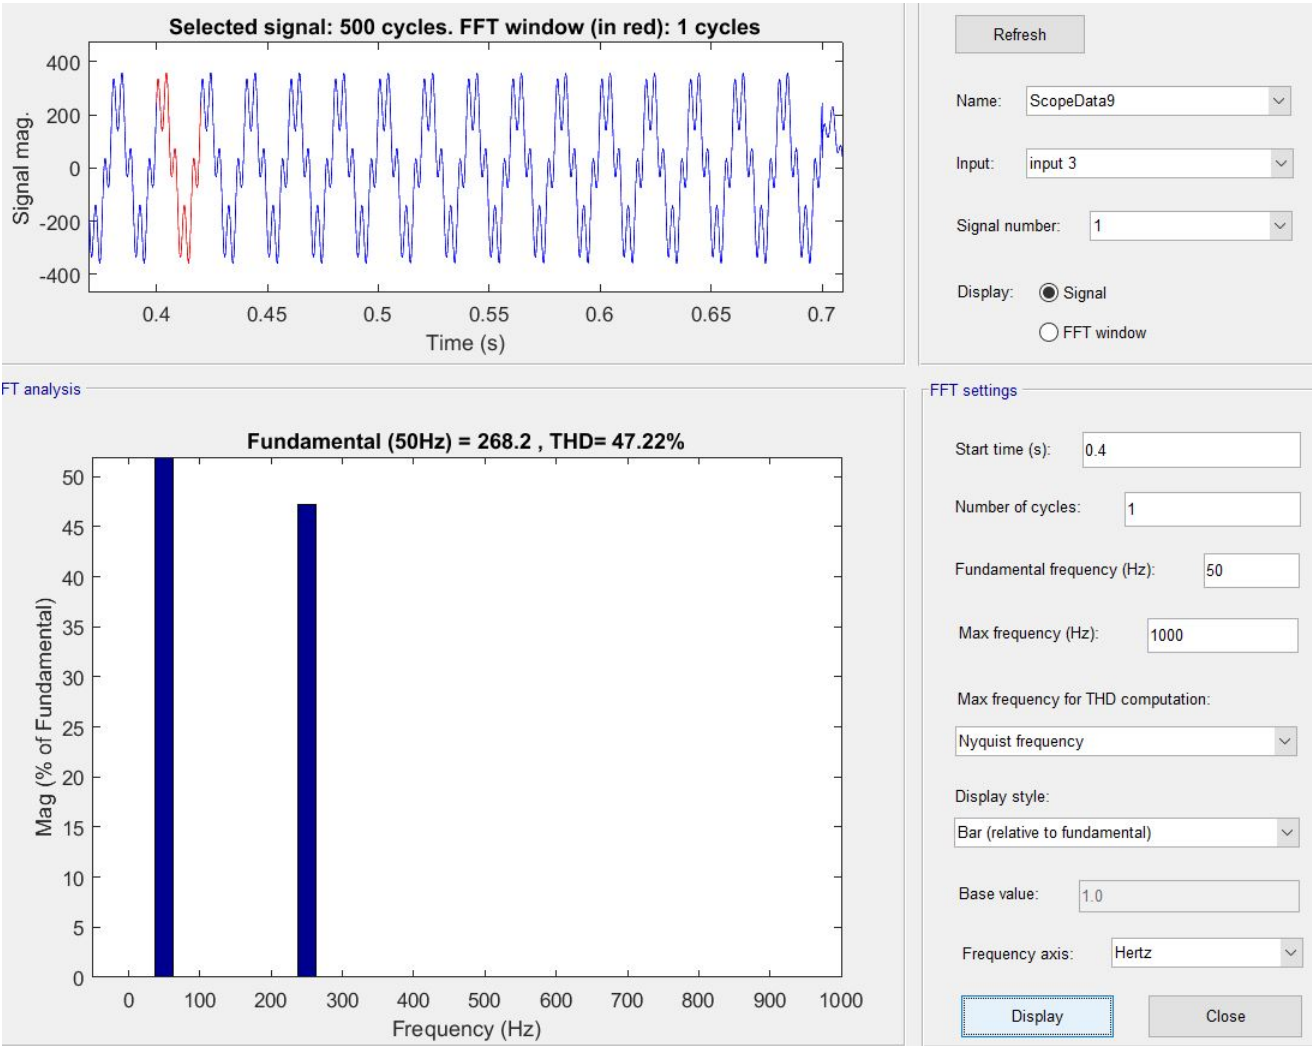 Selected signal: 500 cycles. FFT window (in red): 1 cycles
400
200
0
-200
-400
Signal mag.
0.4 0.45 0.5 0.55 0.6 0.65 0.7
Time (s)
Refresh
Name: ScopeData9
Input: input 3
Signal number: 1
Display: Signal
FFT window
FT analysis
Fundamental (50Hz) = 268.2 , THD= 47.22%
50
45
40
35
30
25
20
15
10
5
0
Mag (% of Fundamental)
0 100 200 300 400 500 600 700 800 900 1000
Frequency (Hz)
FFT settings
Start time (s): 0.4
Number of cycles: 1
Fundamental frequency (Hz): 50
Max frequency (Hz): 1000
Max frequency for THD computation:
Nyquist frequency
Display style:
Bar (relative to fundamental)
Base value: 1.0
Frequency axis: Hertz
Display Close